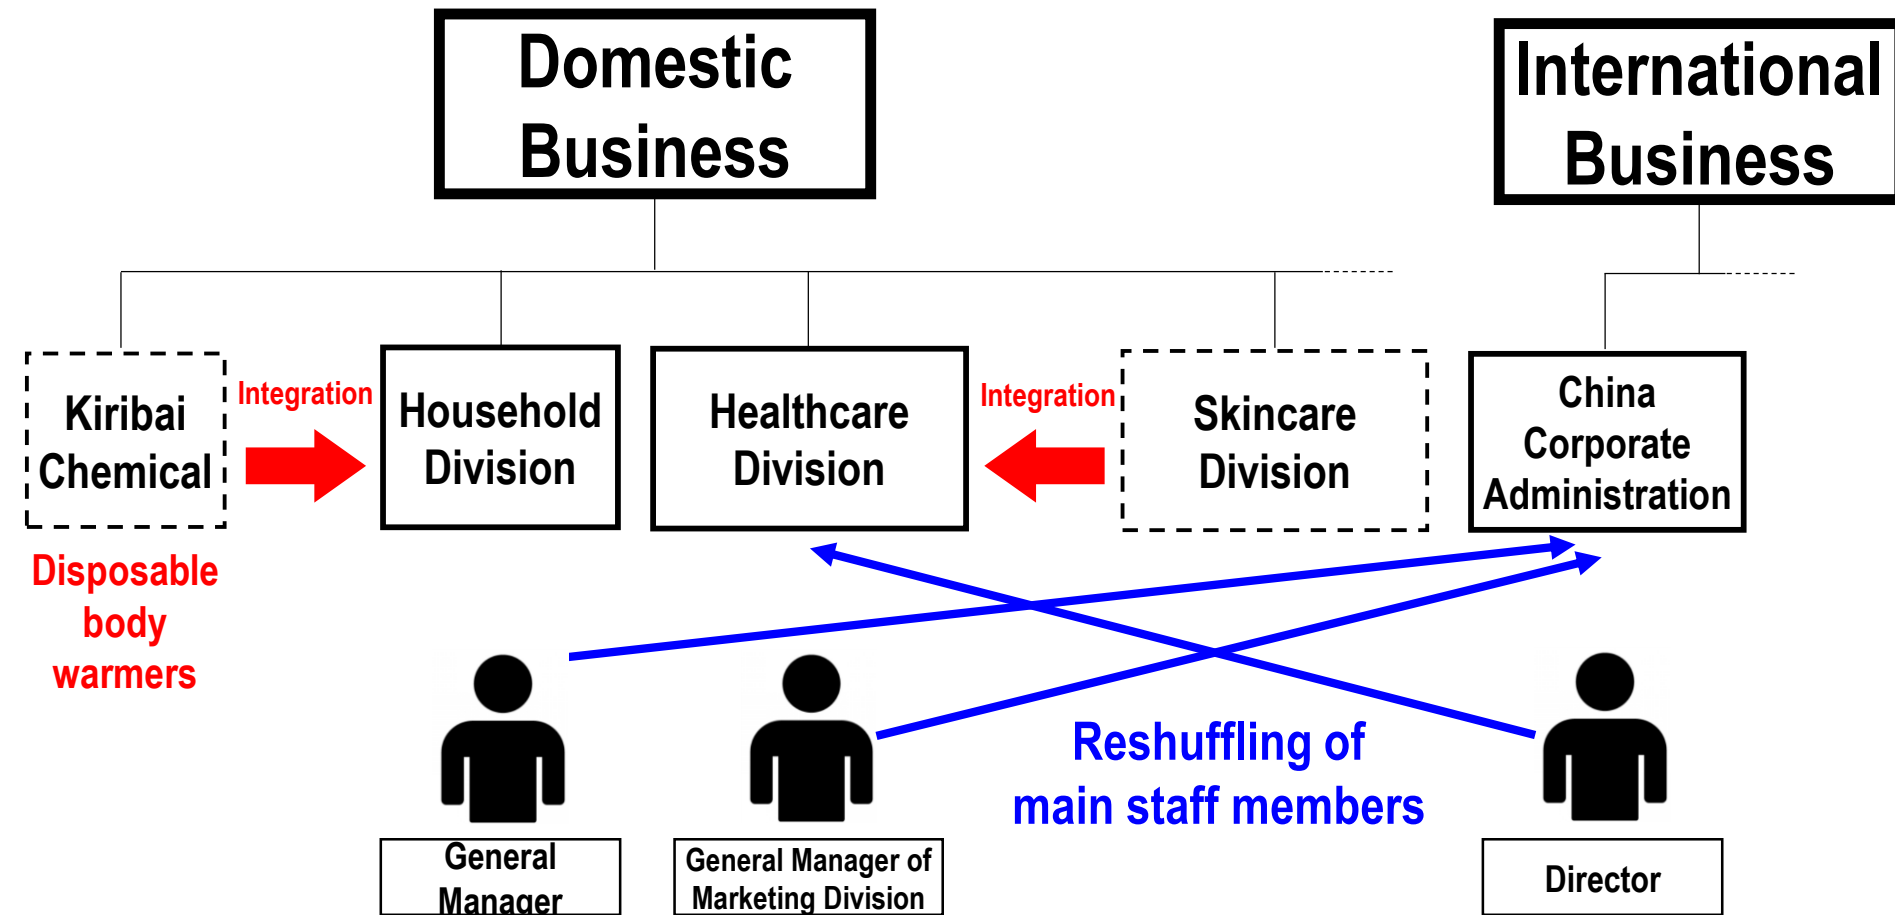 Domestic
Business
International
Business
Kiribai
Chemical
Integration
Household
Division
Healthcare
Division
Integration
Skincare
Division
China
Corporate
Administration
Disposable
body
warmers
Reshuffling of
main staff members
General
Manager
General Manager of
Marketing Division
Director